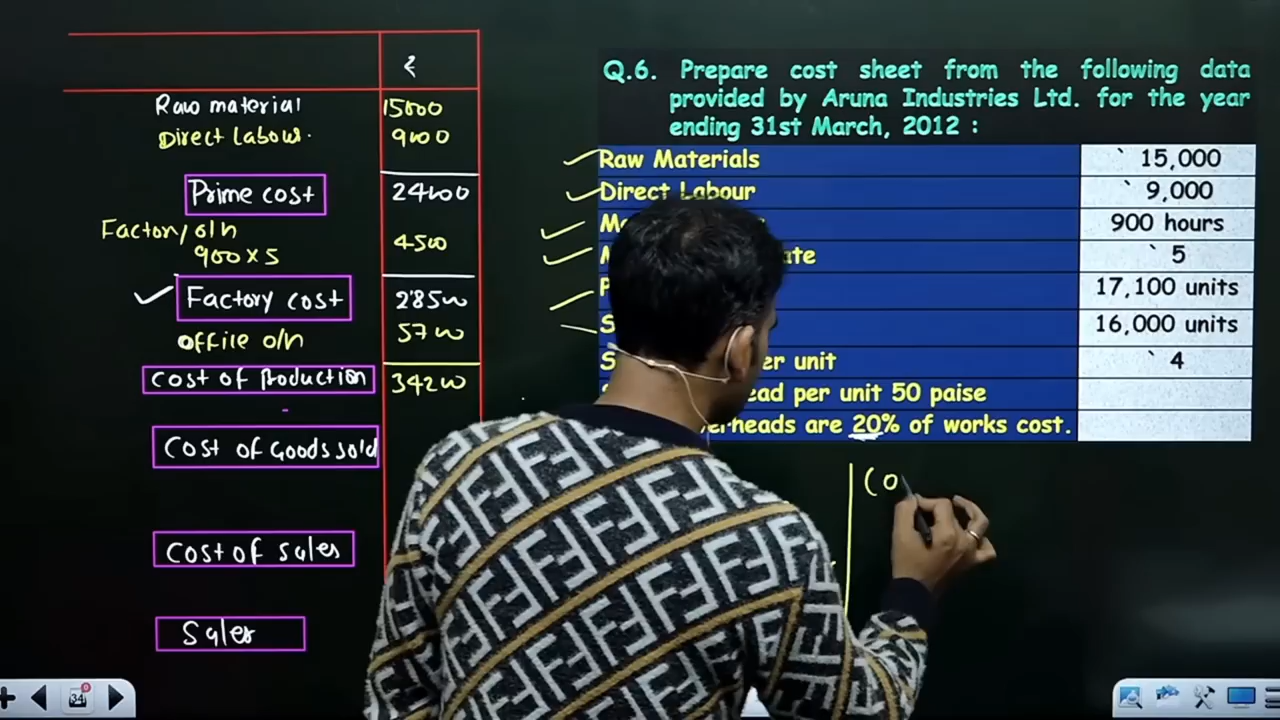 ₹
Raw material 15000
Direct Labour. 9000
Prime cost 24000
Factory o/h
900 x 5 4500
Factory cost 28500
office o/h 5700
Cost of Production 34200
Cost of Goods sold
Cost of Sales
Sales
Q.6. Prepare cost sheet from the following data
provided by Aruna Industries Ltd. for the year
ending 31st March, 2012 :
Raw Materials ` 15,000
Direct Labour ` 9,000
900 hours
` 5
17,100 units
16,000 units
er unit ` 4
ead per unit 50 paise
erheads are 20% of works cost.
(o
34